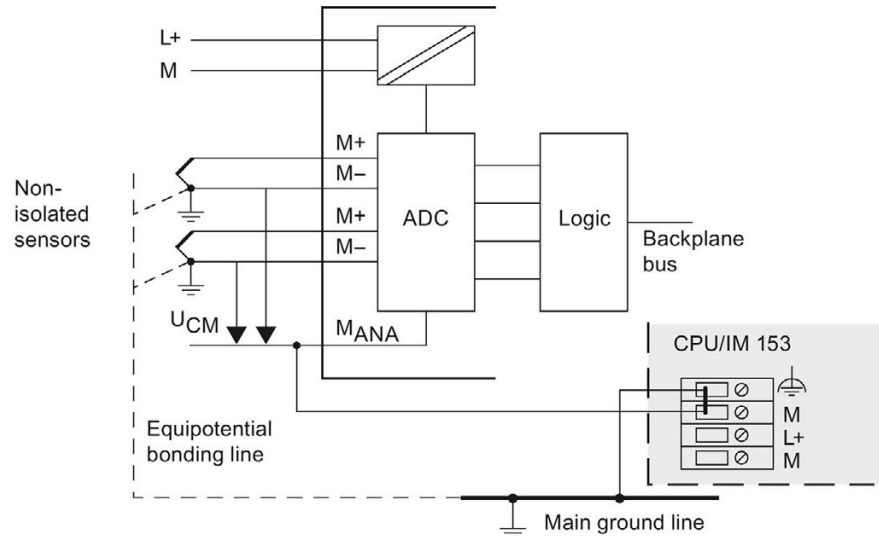 L+
M
M+
M−
M+
M−
Non-
isolated
sensors
ADC
Logic
Backplane
bus
UCM
MANA
CPU/IM 153
M
L+
M
Equipotential
bonding line
Main ground line